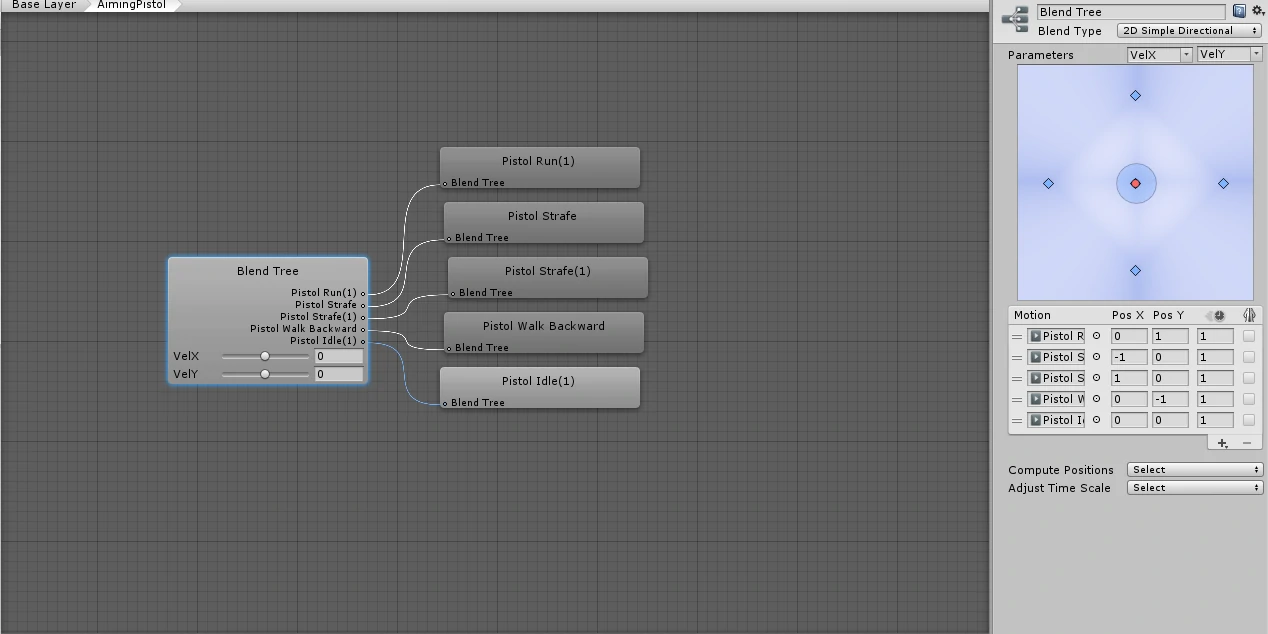 Base Layer AimingPistol
Pistol Run(1)
Blend Tree
Pistol Strafe
Blend Tree
Pistol Strafe(1)
Blend Tree
Pistol Walk Backward
Blend Tree
Pistol Idle(1)
Blend Tree
Blend Tree
Pistol Run(1)
Pistol Strafe
Pistol Strafe(1)
Pistol Walk Backward
Pistol Idle(1)
VelX 0
VelY 0
Blend Tree
Blend Type 2D Simple Directional
Parameters VelX VelY
Motion Pos X Pos Y
Pistol R 0 1 1
Pistol S -1 0 1
Pistol S 1 0 1
Pistol W 0 -1 1
Pistol I 0 0 1
Compute Positions Select
Adjust Time Scale Select